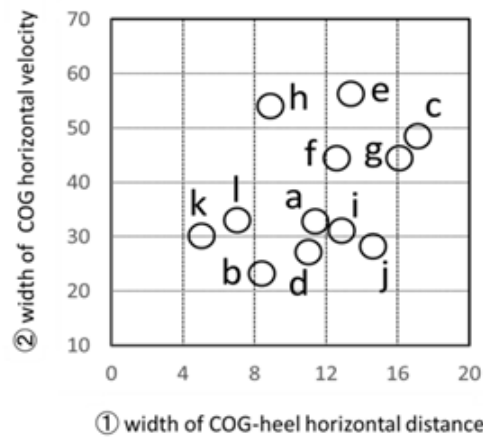 ② width of COG horizontal velocity
70
60
50
40
30
20
10
h
e
c
f
g
a
i
k
l
b
d
j
0 4 8 12 16 20
① width of COG-heel horizontal distance